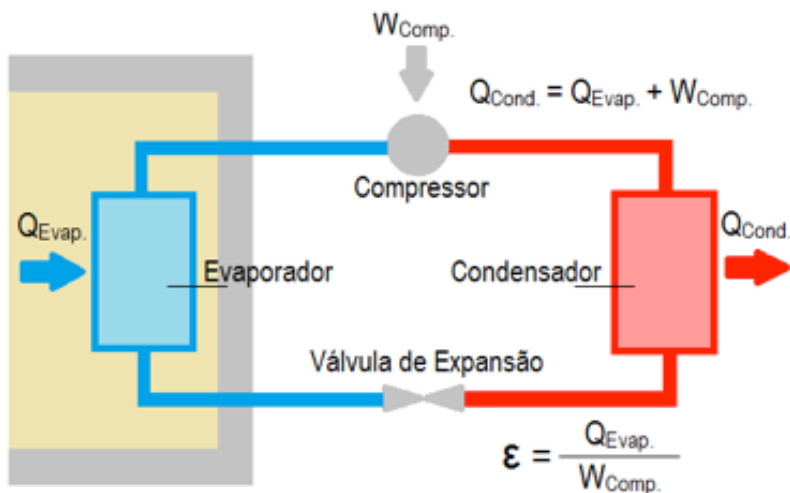 WComp.
QCond. = QEvap. + WComp.
Compressor
QEvap.
QCond.
Evaporador
Condensador
Válvula de Expansão
ε = QEvap.
WComp.